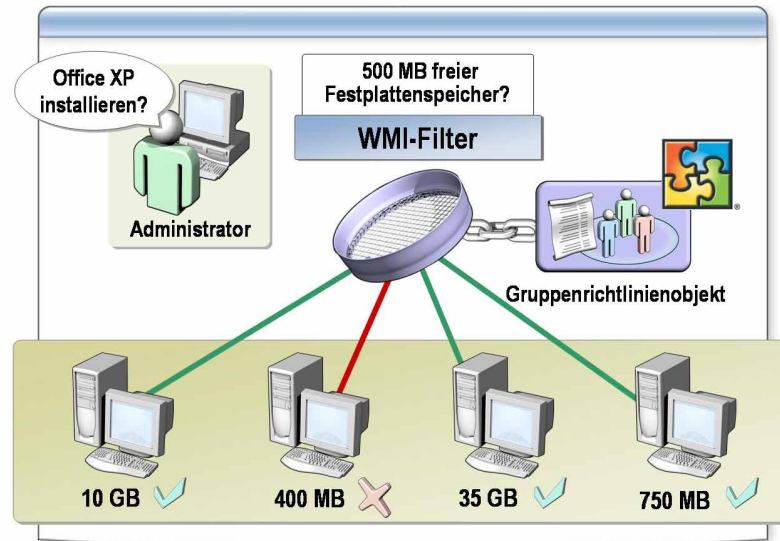 Office XP
installieren?
Administrator
500 MB freier
Festplattenspeicher?
WMI-Filter
Gruppenrichtlinienobjekt
10 GB
400 MB
35 GB
750 MB